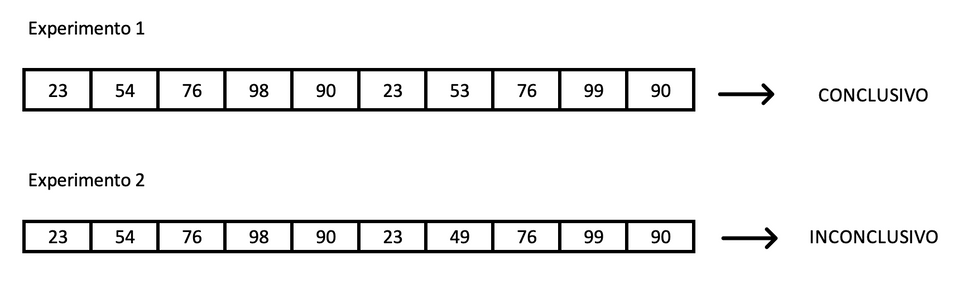 Experimento 1
23 54 76 98 90 23 53 76 99 90 CONCLUSIVO
Experimento 2
23 54 76 98 90 23 49 76 99 90 INCONCLUSIVO